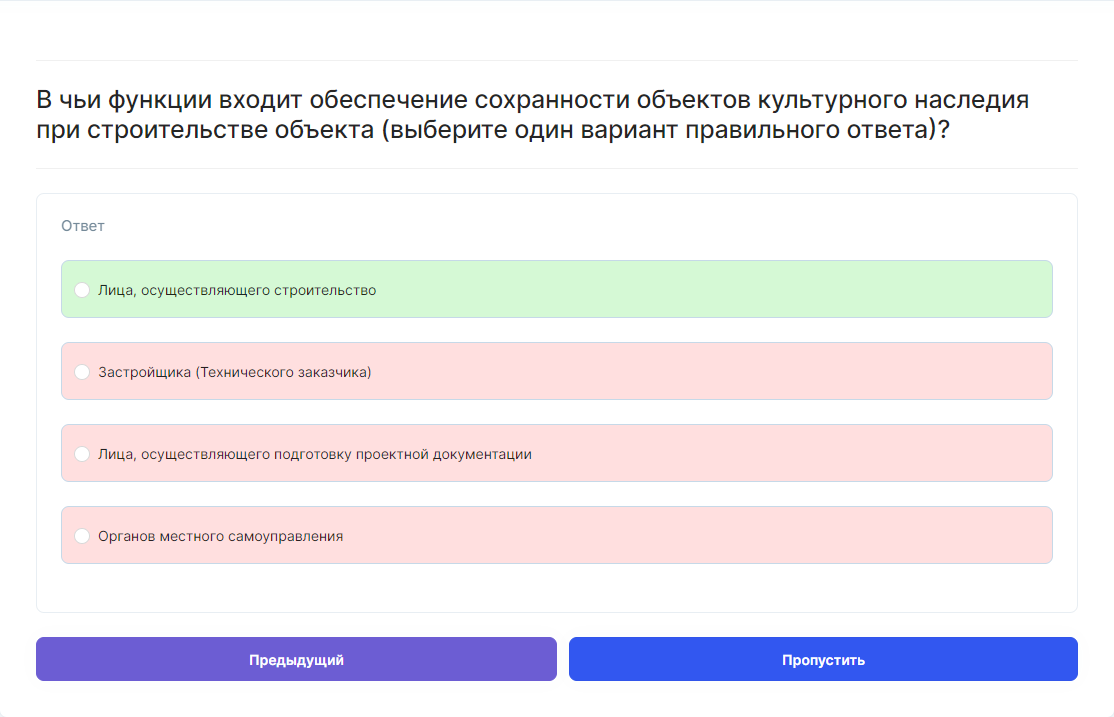 В чьи функции входит обеспечение сохранности объектов культурного наследия
при строительстве объекта (выберите один вариант правильного ответа)?
Ответ
Лица, осуществляющего строительство
Застройщика (Технического заказчика)
Лица, осуществляющего подготовку проектной документации
Органов местного самоуправления
Предыдущий
Пропустить